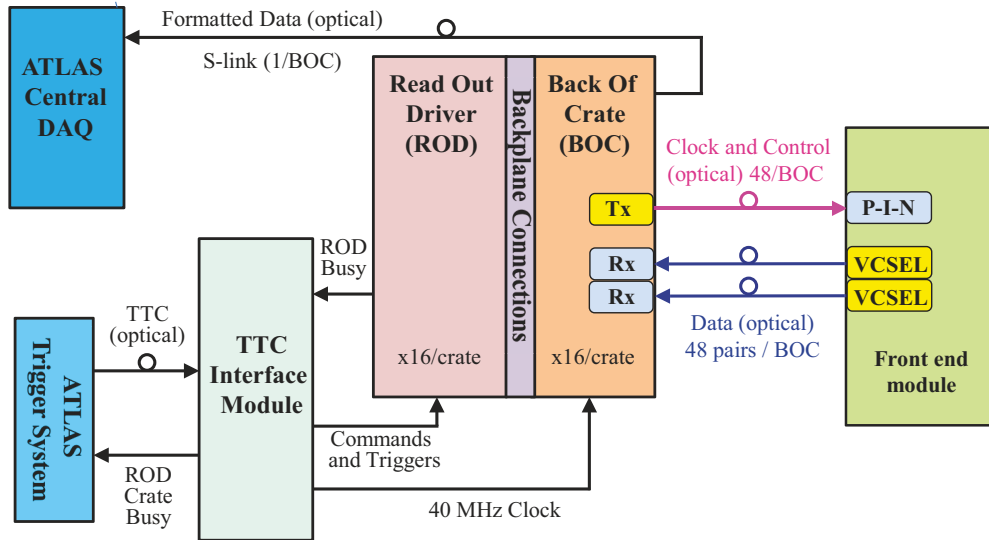 Formatted Data (optical)
S-link (1/BOC)
ATLAS
Central
DAQ
Read Out
Driver
(ROD)
Backplane Connections
Back Of
Crate
(BOC)
Clock and Control
(optical) 48/BOC
Tx
P-I-N
Rx
VCSEL
Rx
VCSEL
Data (optical)
48 pairs / BOC
Front end
module
ROD
Busy
x16/crate
x16/crate
TTC
(optical)
TTC
Interface
Module
ATLAS
Trigger System
Commands
and Triggers
ROD
Crate
Busy
40 MHz Clock